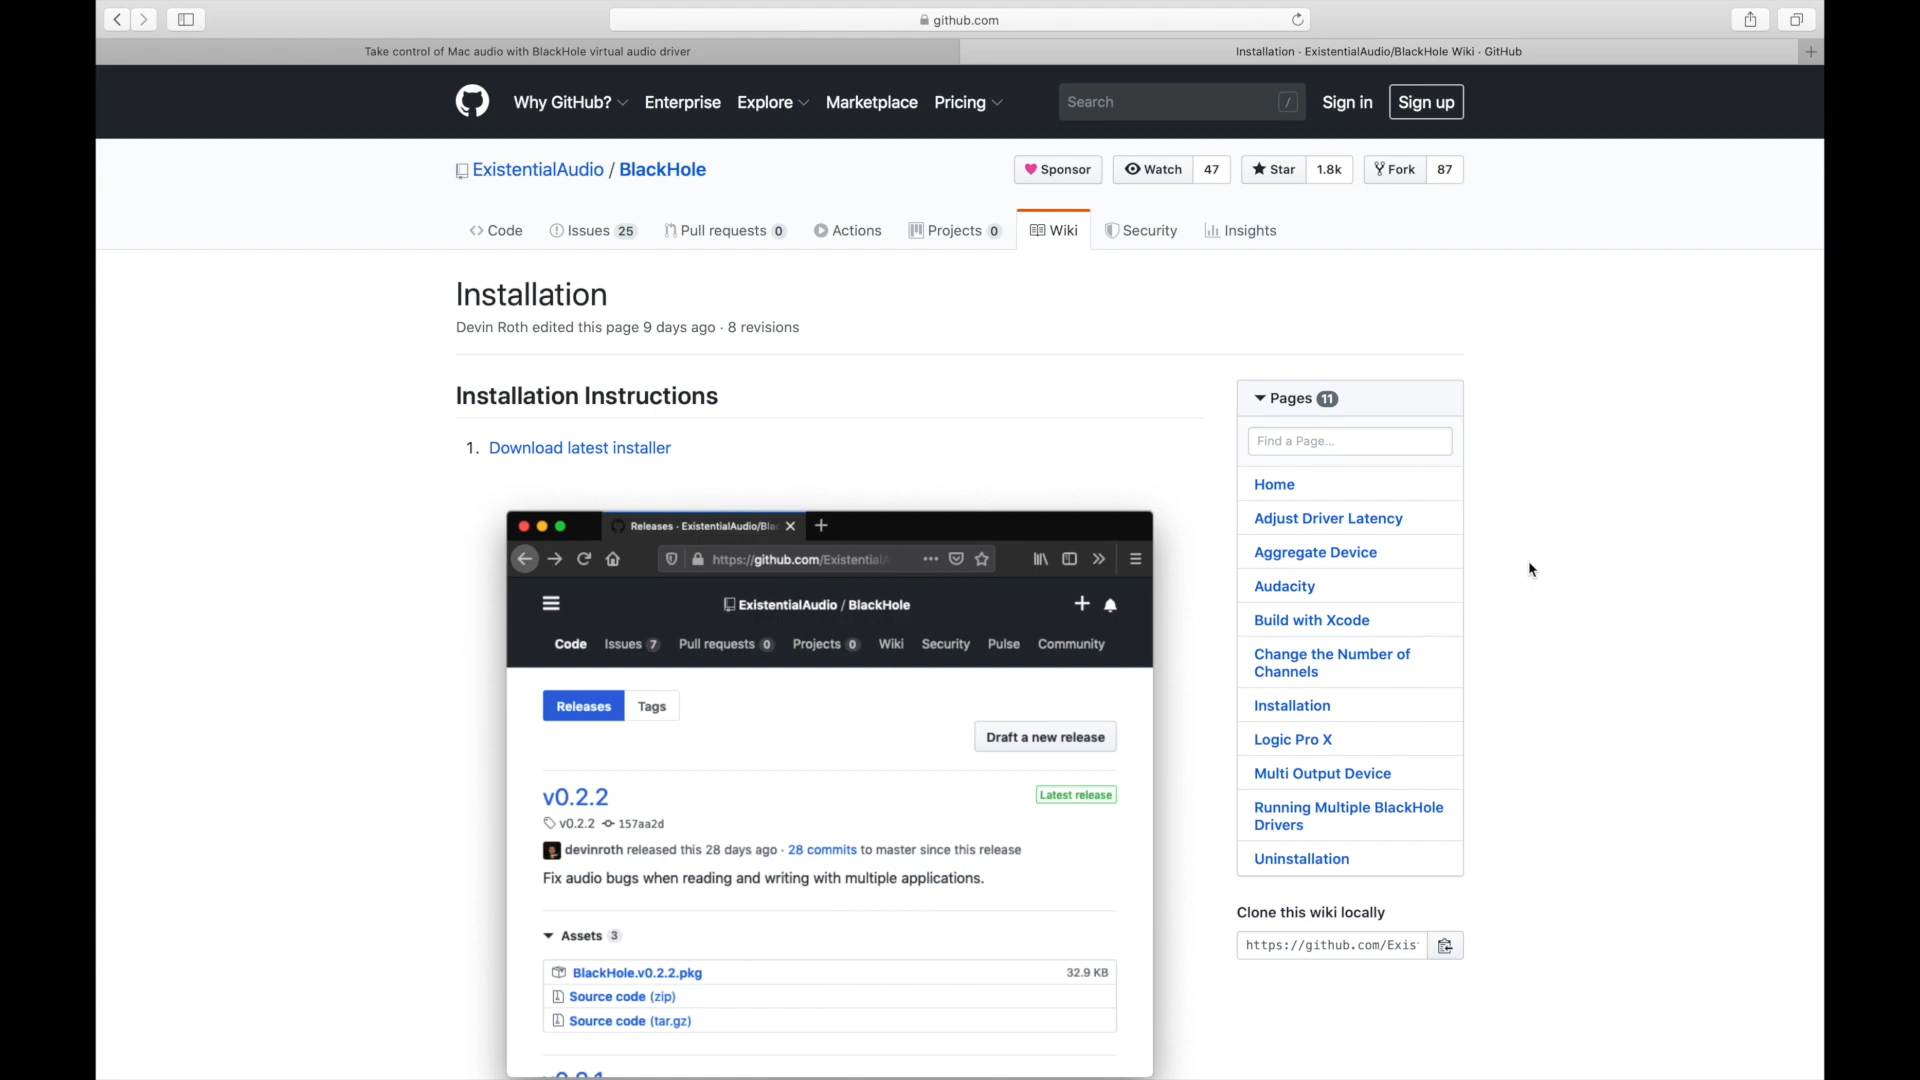 github.com
Take control of Mac audio with BlackHole virtual audio driver
Installation · ExistentialAudio/BlackHole Wiki · GitHub
Why GitHub? Enterprise Explore Marketplace Pricing
Search /
Sign in
Sign up
ExistentialAudio / BlackHole
Sponsor
Watch 47
Star 1.8k
Fork 87
Code
Issues 25
Pull requests 0
Actions
Projects 0
Wiki
Security
Insights
Installation
Devin Roth edited this page 9 days ago · 8 revisions
Installation Instructions
1. Download latest installer
Releases · ExistentialAudio/Blac
https://github.com/Existential
ExistentialAudio / BlackHole
Code Issues 7 Pull requests 0 Projects 0 Wiki Security Pulse Community
Releases Tags
Draft a new release
v0.2.2
Latest release
v0.2.2 157aa2d
devinroth released this 28 days ago · 28 commits to master since this release
Fix audio bugs when reading and writing with multiple applications.
Assets 3
BlackHole.v0.2.2.pkg 32.9 KB
Source code (zip)
Source code (tar.gz)
Pages 11
Find a Page...
Home
Adjust Driver Latency
Aggregate Device
Audacity
Build with Xcode
Change the Number of
Channels
Installation
Logic Pro X
Multi Output Device
Running Multiple BlackHole
Drivers
Uninstallation
Clone this wiki locally
https://github.com/Exis